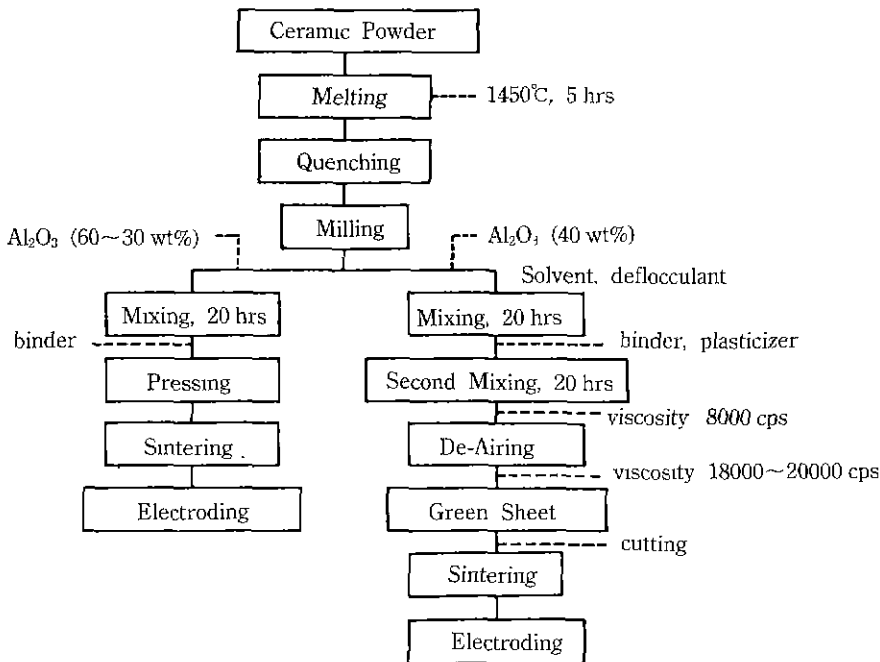 Ceramic Powder
Melting
1450℃, 5 hrs
Quenching
Milling
Al₂O₃ (60~30 wt%)
Al₂O₃ (40 wt%)
Solvent, deflocculant
Mixing, 20 hrs
Mixing, 20 hrs
binder
binder, plasticizer
Pressing
Second Mixing, 20 hrs
viscosity 8000 cps
Sintering
De-Airing
viscosity 18000~20000 cps
Electroding
Green Sheet
cutting
Sintering
Electroding